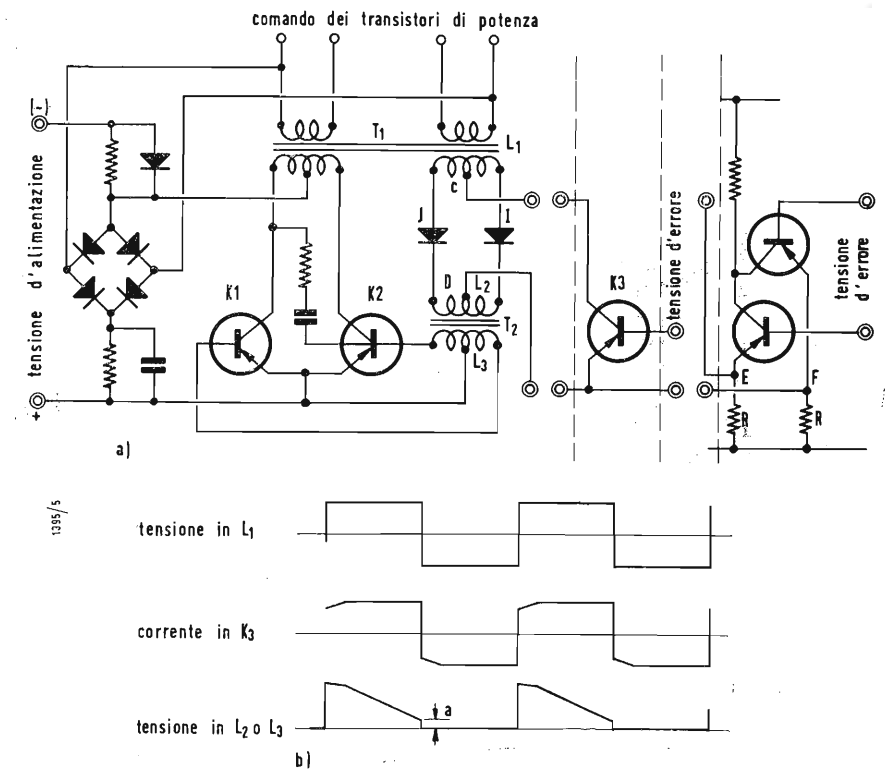 comando dei transistori di potenza
(-)
tensione d'alimentazione
+
T1
L1
C
J
I
D
L2
T2
L3
K1
K2
K3
tensione d'errore
tensione d'errore
E
F
R
R
a)
1395/5
tensione in L1
corrente in K3
tensione in L2 o L3
a
b)